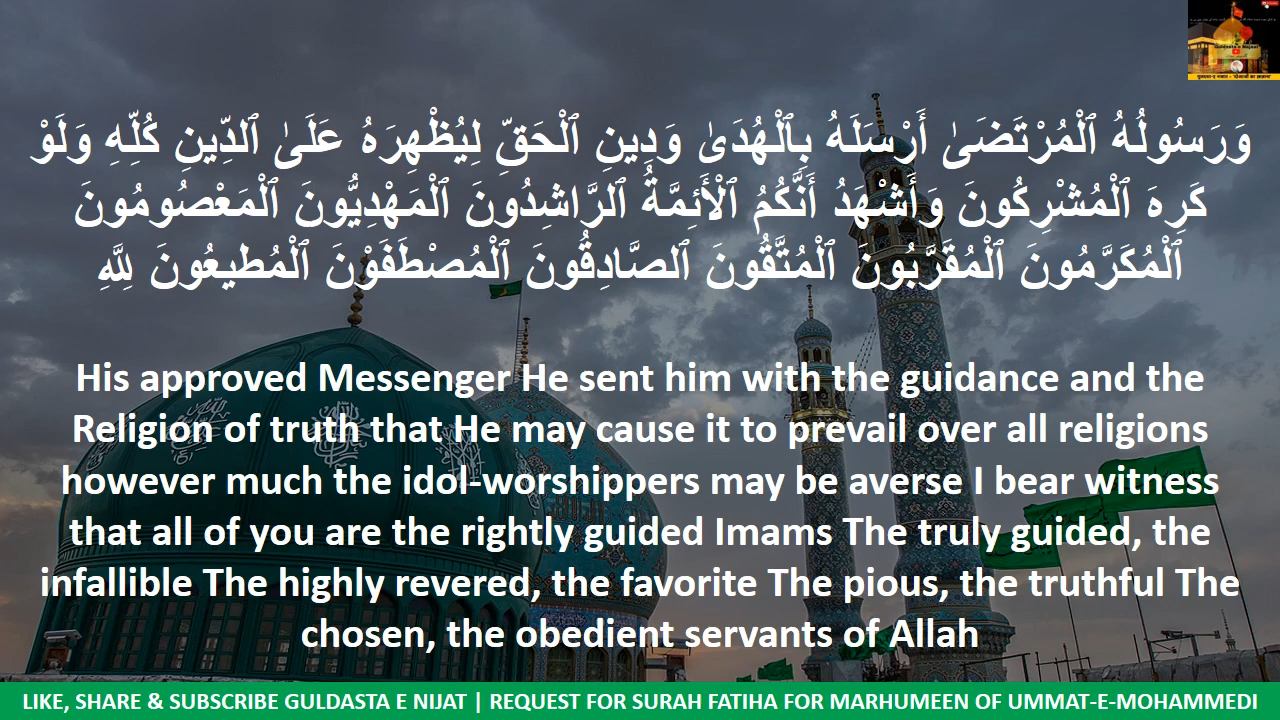 وَرَسُولُهُ ٱلْمُرْتَضَىٰ أَرْسَلَهُ بِٱلْهُدَىٰ وَدِينِ ٱلْحَقِّ لِيُظْهِرَهُ عَلَىٰ ٱلدِّينِ كُلِّهِ وَلَوْ
كَرِهَ ٱلْمُشْرِكُونَ وَأَشْهَدُ أَنَّكُمُ ٱلْأَئِمَّةُ ٱلرَّاشِدُونَ ٱلْمَهْدِيُّونَ ٱلْمَعْصُومُونَ
ٱلْمُكَرَّمُونَ ٱلْمُقَرَّبُونَ ٱلْمُتَّقُونَ ٱلصَّادِقُونَ ٱلْمُصْطَفَوْنَ ٱلْمُطيعُونَ لِلَّهِ
His approved Messenger He sent him with the guidance and the
Religion of truth that He may cause it to prevail over all religions
however much the idol-worshippers may be averse I bear witness
that all of you are the rightly guided Imams The truly guided, the
infallible The highly revered, the favorite The pious, the truthful The
chosen, the obedient servants of Allah
LIKE, SHARE & SUBSCRIBE GULDASTA E NIJAT | REQUEST FOR SURAH FATIHA FOR MARHUMEEN OF UMMAT-E-MOHAMMEDI